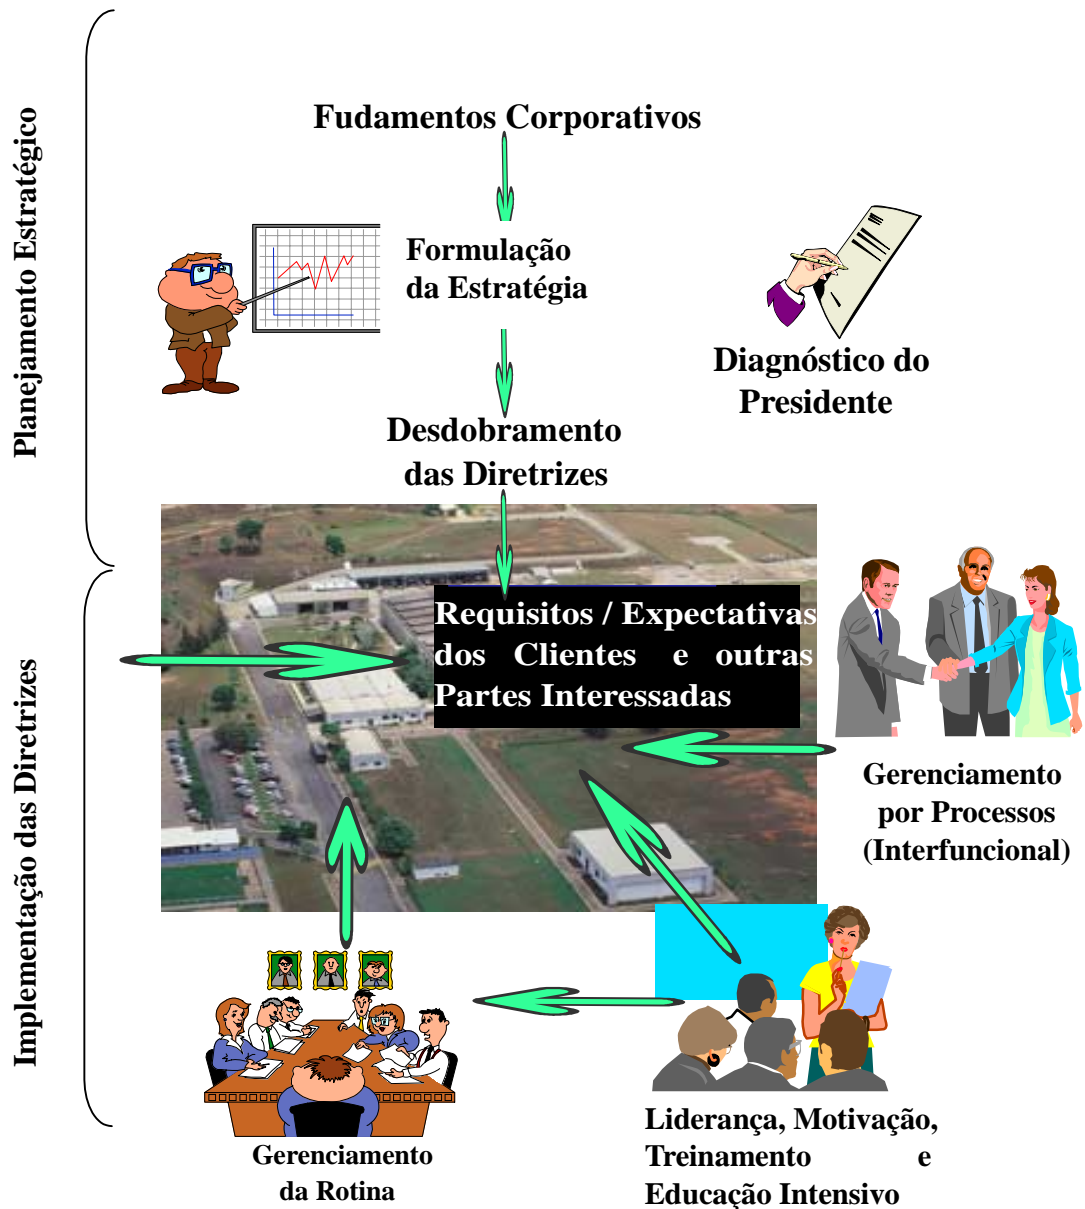 Planejamento Estratégico
Fudamentos Corporativos
Formulação
da Estratégia
Diagnóstico do
Presidente
Desdobramento
das Diretrizes
Implementação das Diretrizes
Requisitos / Expectativas
dos Clientes e outras
Partes Interessadas
Gerenciamento
por Processos
(Interfuncional)
Gerenciamento
da Rotina
Liderança, Motivação,
Treinamento e
Educação Intensivo